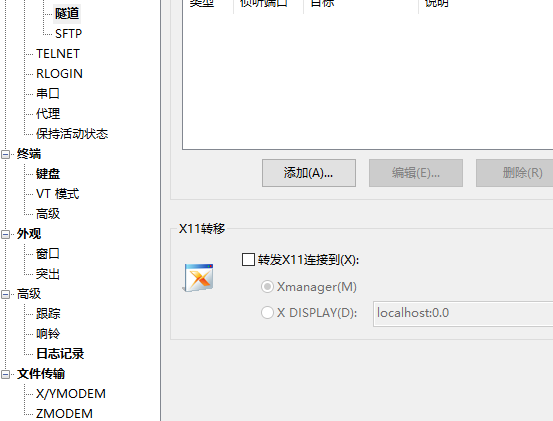 隧道
SFTP
TELNET
RLOGIN
串口
代理
保持活动状态
终端
键盘
VT 模式
高级
外观
窗口
突出
高级
跟踪
响铃
日志记录
文件传输
X/YMODEM
ZMODEM
类型 侦听端口 目标 说明
添加(A)... 编辑(E)... 删除(R)
X11转移
转发X11连接到(X):
Xmanager(M)
X DISPLAY(D): localhost:0.0